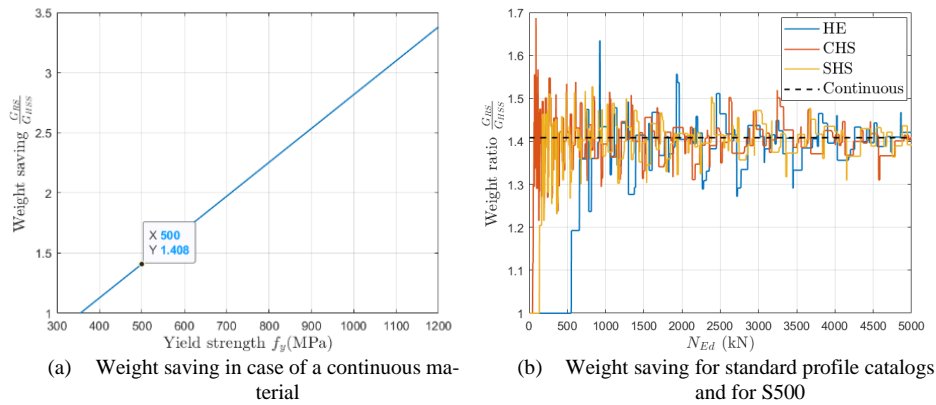 Weight saving G_RS/G_HSS
3.5
3
2.5
2
1.5
1
X 500
Y 1.408
300 400 500 600 700 800 900 1000 1100 1200
Yield strength f_y(MPa)
(a) Weight saving in case of a continuous ma-
terial
Weight ratio G_RS/G_HSS
1.7
1.6
1.5
1.4
1.3
1.2
1.1
1
HE
CHS
SHS
Continuous
0 500 1000 1500 2000 2500 3000 3500 4000 4500 5000
N_Ed (kN)
(b) Weight saving for standard profile catalogs
and for S500